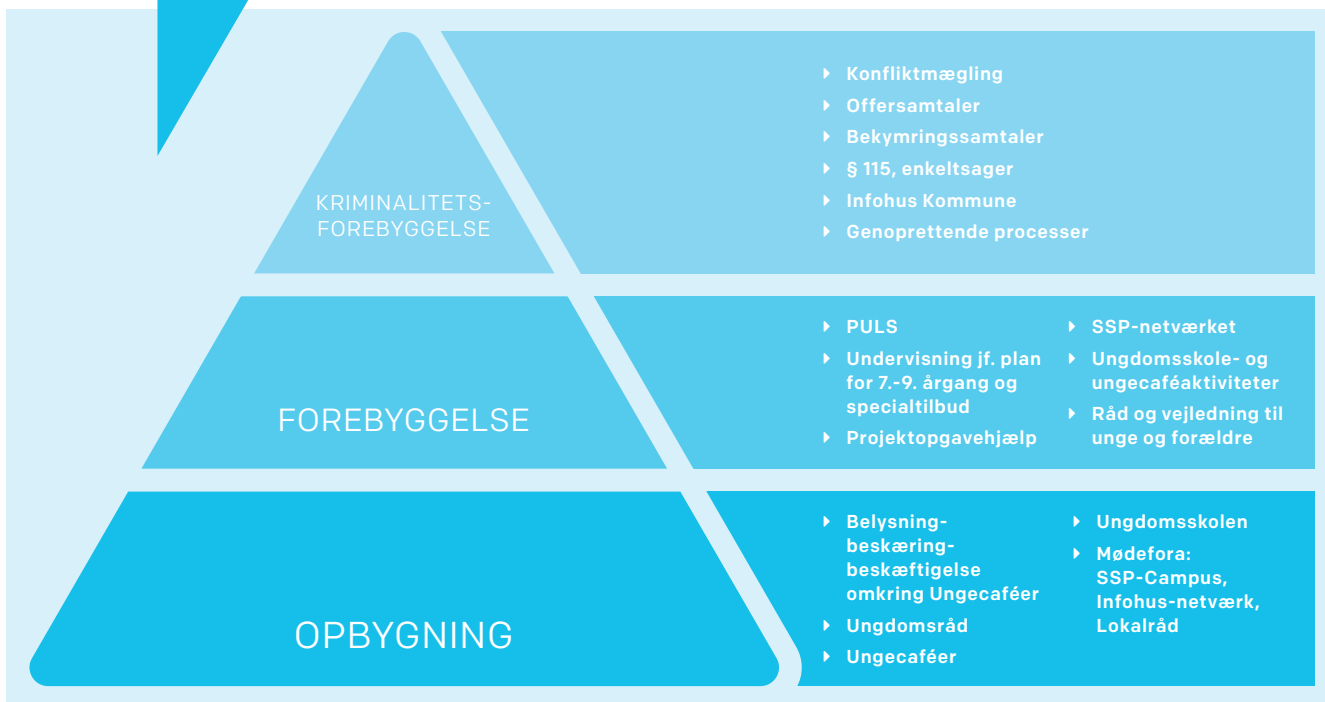 KRIMINALITETS-
FOREBYGGELSE
Konfliktmægling
Offersamtaler
Bekymringssamtaler
§ 115, enkeltsager
Infohus Kommune
Genoprettende processer
FOREBYGGELSE
PULS
Undervisning jf. plan
for 7.-9. årgang og
specialtilbud
Projektopgavehjælp
SSP-netværket
Ungdomsskole- og
ungecaféaktiviteter
Råd og vejledning til
unge og forældre
OPBYGNING
Belysning-
beskæring-
beskæftigelse
omkring Ungecaféer
Ungdomsråd
Ungecaféer
Ungdomsskolen
Mødefora:
SSP-Campus,
Infohus-netværk,
Lokalråd